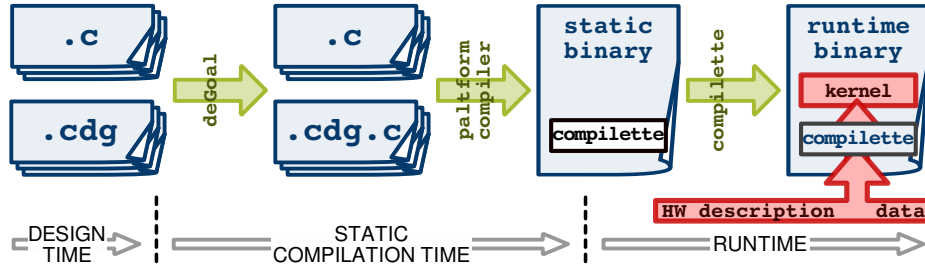 .c
.cdg
deGoal
.c
.cdg.c
paltform
compiler
static
binary
compilette
compilette
runtime
binary
kernel
compilette
HW description data
DESIGN
TIME
STATIC
COMPILATION TIME
RUNTIME